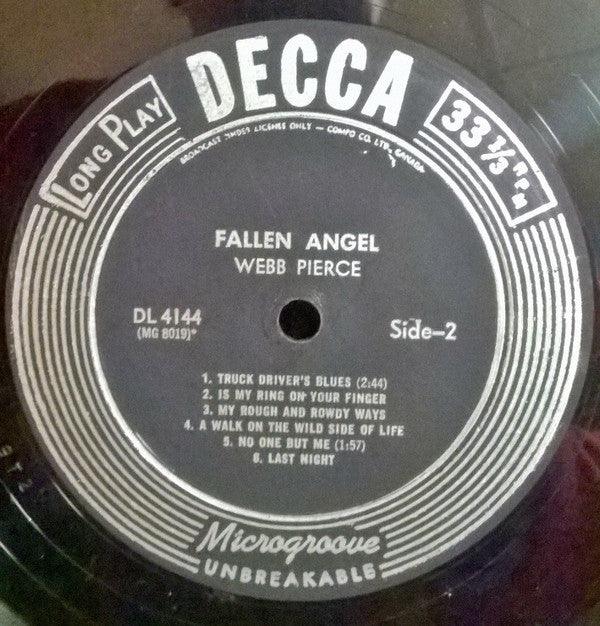 DECCA
LONG PLAY
33 1/3 RPM
BROADCAST UNDER LICENSE ONLY — COMPO CO. LTD., CANADA
FALLEN ANGEL
WEBB PIERCE
DL 4144
(MG 8019)*
Side–2
1. TRUCK DRIVER'S BLUES (2:44)
2. IS MY RING ON YOUR FINGER
3. MY ROUGH AND ROWDY WAYS
4. A WALK ON THE WILD SIDE OF LIFE
5. NO ONE BUT ME (1:57)
6. LAST NIGHT
Microgroove
UNBREAKABLE